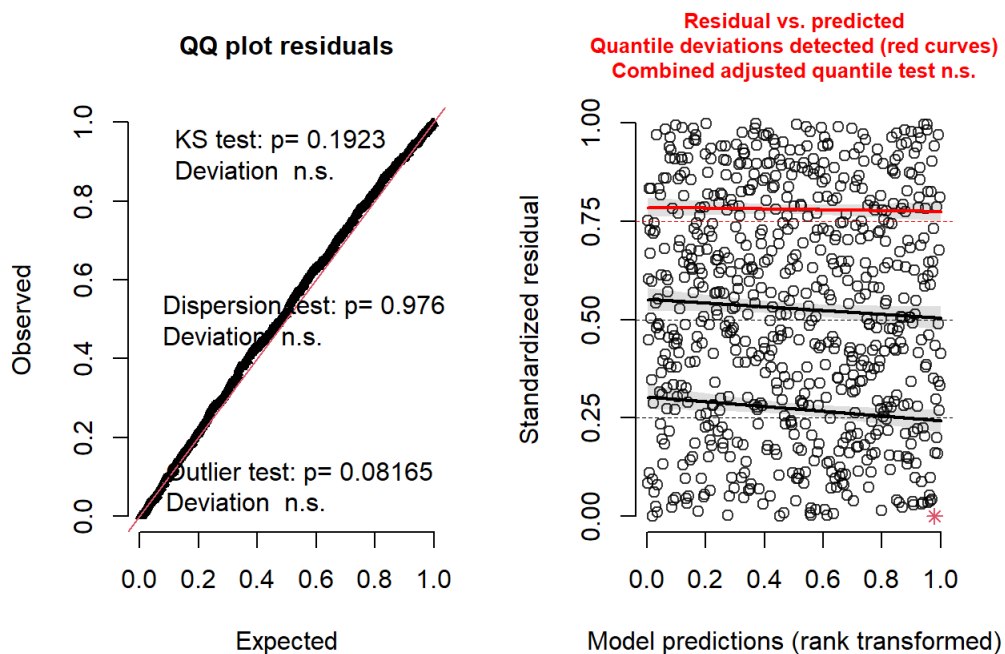 QQ plot residuals
KS test: p= 0.1923
Deviation n.s.
Dispersion test: p= 0.976
Deviation n.s.
Outlier test: p= 0.08165
Deviation n.s.
Observed
0.0
0.2
0.4
0.6
0.8
1.0
0.0 0.2 0.4 0.6 0.8 1.0
Expected
Residual vs. predicted
Quantile deviations detected (red curves)
Combined adjusted quantile test n.s.
Standardized residual
0.00
0.25
0.50
0.75
1.00
0.0 0.2 0.4 0.6 0.8 1.0
Model predictions (rank transformed)